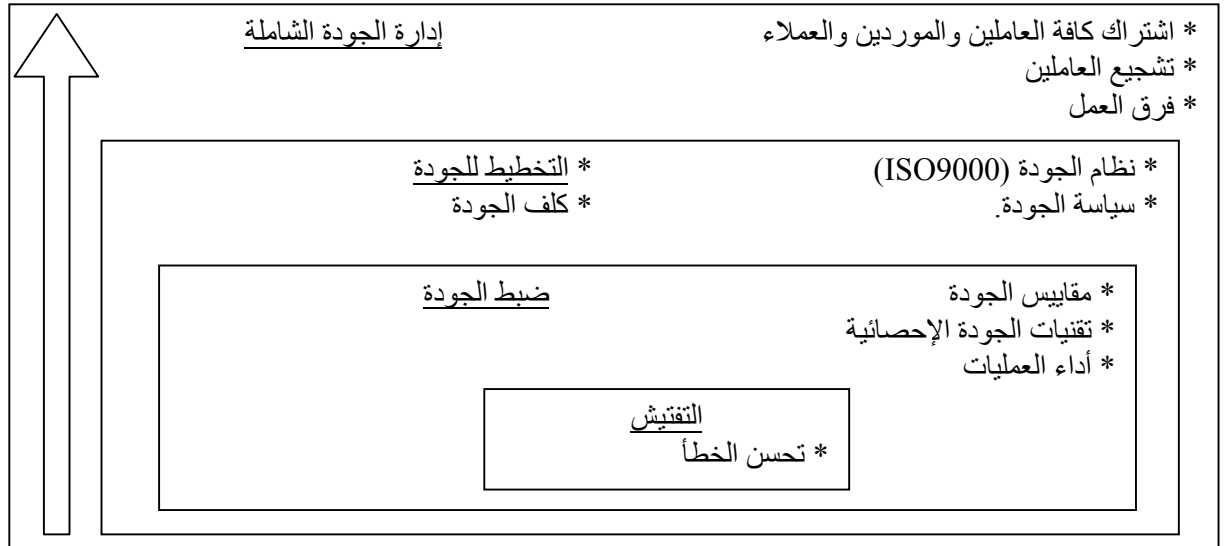 * اشتراك كافة العاملين والموردين والعملاء
إدارة الجودة الشاملة
* تشجيع العاملين
* فرق العمل
* نظام الجودة (ISO9000)
* التخطيط للجودة
* سياسة الجودة.
* كلف الجودة
* مقاييس الجودة
ضبط الجودة
* تقنيات الجودة الإحصائية
* أداء العمليات
التفتيش
* تحسن الخطأ